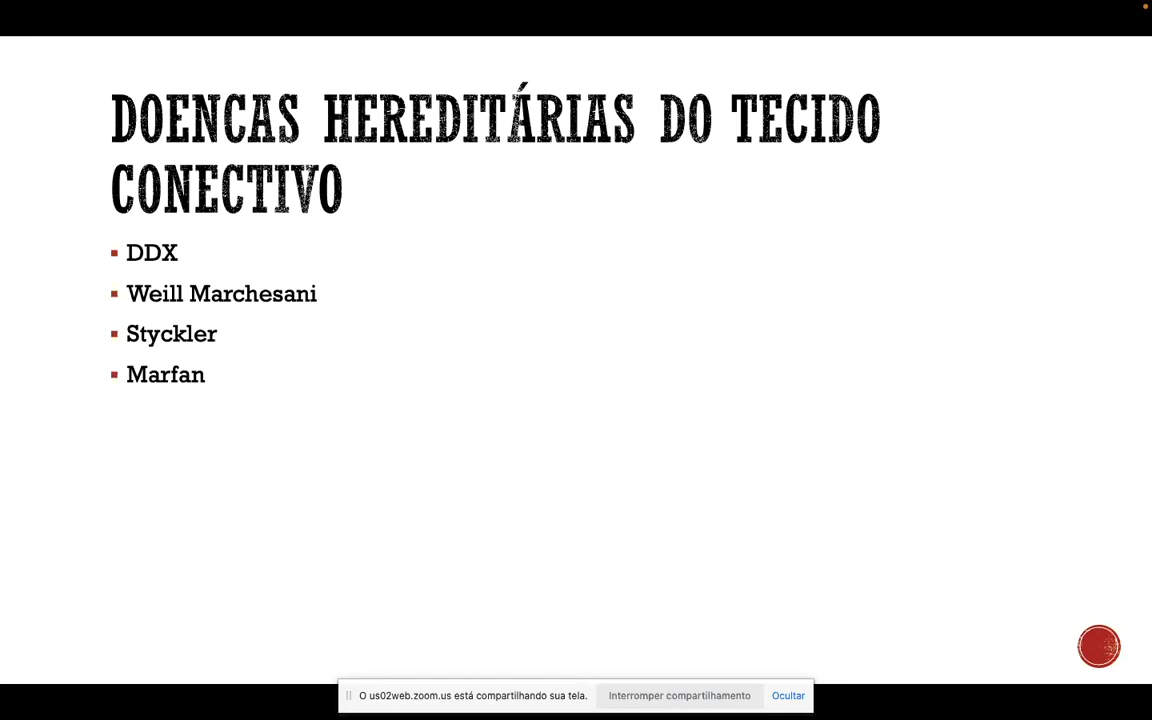 DOENCAS HEREDITÁRIAS DO TECIDO
CONECTIVO
DDX
Weill Marchesani
Styckler
Marfan
O us02web.zoom.us está compartilhando sua tela. Interromper compartilhamento Ocultar